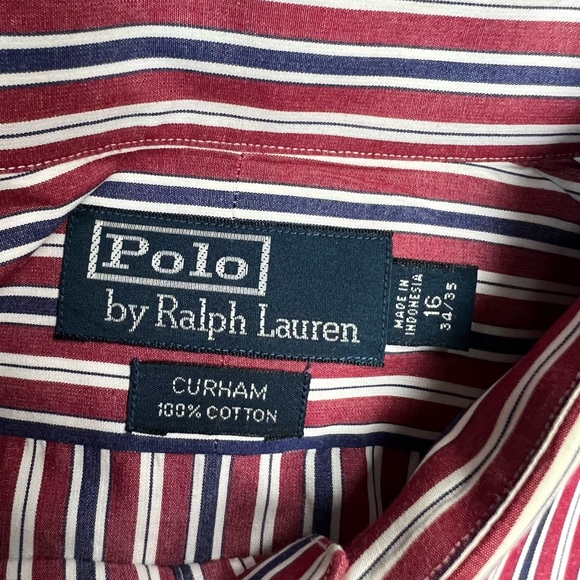 Polo
by Ralph Lauren
MADE IN
INDONESIA
16
34/35
CURHAM
100% COTTON